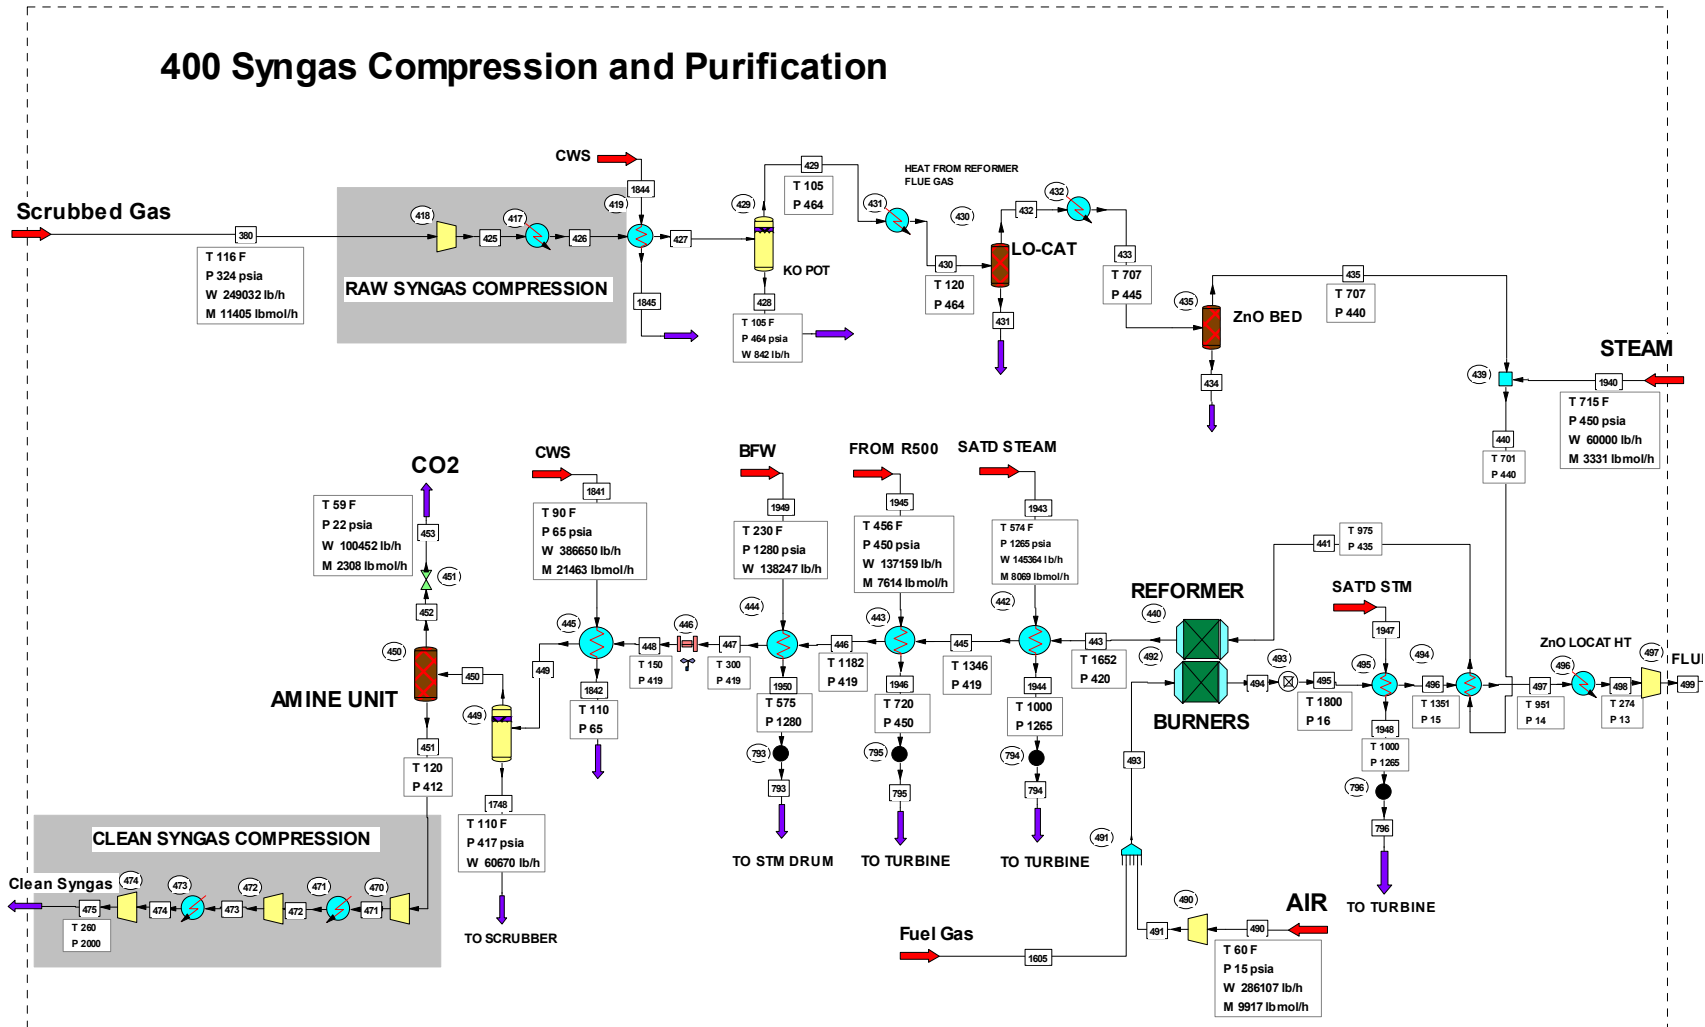 400 Syngas Compression and Purification
CWS
1844
429
T 105
P 464
HEAT FROM REFORMER
FLUE GAS
Scrubbed Gas
380
T 116 F
P 324 psia
W 249032 lb/h
M 11405 lbmol/h
418
425
417
426
419
427
RAW SYNGAS COMPRESSION
1845
429
KO POT
428
T 105 F
P 464 psia
W 842 lb/h
431
430
T 120
P 464
430
LO-CAT
431
432
432
433
T 707
P 445
435
ZnO BED
434
435
T 707
P 440
STEAM
439
1940
T 715 F
P 450 psia
W 60000 lb/h
M 3331 lbmol/h
440
T 701
P 440
CO2
T 59 F
P 22 psia
W 100452 lb/h
M 2308 lbmol/h
453
451
452
450
AMINE UNIT
450
449
451
T 120
P 412
CWS
1841
T 90 F
P 65 psia
W 386650 lb/h
M 21463 lbmol/h
445
449
1842
T 110
P 65
448
T 150
P 419
446
447
T 300
P 419
BFW
1949
T 230 F
P 1280 psia
W 138247 lb/h
444
1950
T 575
P 1280
793
793
TO STM DRUM
446
T 1182
P 419
FROM R500
1945
T 456 F
P 450 psia
W 137159 lb/h
M 7614 lbmol/h
443
1946
T 720
P 450
795
795
TO TURBINE
445
T 1346
P 419
SATD STEAM
1943
T 574 F
P 1265 psia
W 145364 lb/h
M 8069 lbmol/h
442
1944
T 1000
P 1265
794
794
TO TURBINE
443
T 1652
P 420
REFORMER
440
492
BURNERS
441
T 975
P 435
494
493
495
T 1800
P 16
SAT'D STM
1947
495
494
496
T 1351
P 15
1948
T 1000
P 1265
796
796
TO TURBINE
ZnO LOCAT HT
497
T 951
P 14
496
498
T 274
P 13
497
FLUE
499
493
491
490
AIR
491
490
T 60 F
P 15 psia
W 286107 lb/h
M 9917 lbmol/h
Fuel Gas
1605
1748
T 110 F
P 417 psia
W 60670 lb/h
TO SCRUBBER
CLEAN SYNGAS COMPRESSION
Clean Syngas
474
473
472
471
470
475
474
473
472
471
T 260
P 2000